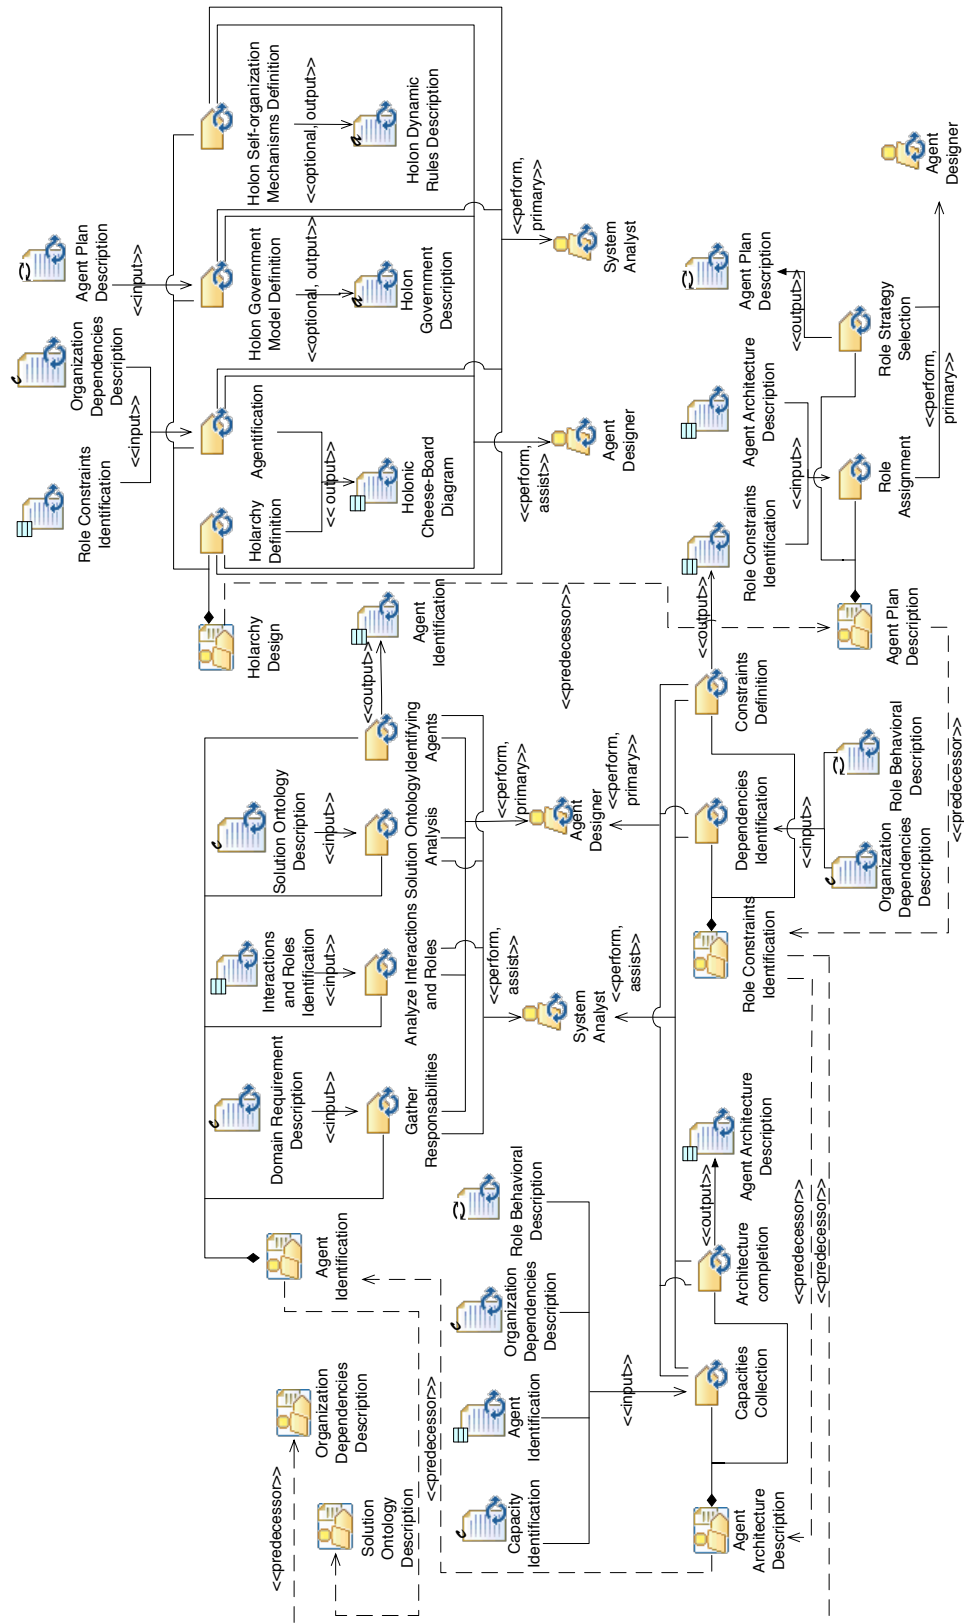 Role Constraints
Identification
Organization
Dependencies
Description
Agent Plan
Description
<<input>>
<<input>>
Holarchy
Design
Holarchy
Definition
Agentification
Holon Government
Model Definition
Holon Self-organization
Mechanisms Definition
<< output>>
<<optional, output>>
<<optional, output>>
Holonic
Cheese-Board
Diagram
Holon
Government
Description
Holon Dynamic
Rules Description
<<perform,
assist>>
<<perform,
primary>>
Agent
Designer
System
Analyst
<<predecessor>>
Organization
Dependencies
Description
Solution
Ontology
Description
<<predecessor>>
Agent
Identification
Domain Requirement
Description
Interactions
and Roles
Identification
Solution Ontology
Description
<<input>>
<<input>>
<<input>>
Gather
Responsabilities
Analyze Interactions
and Roles
Solution Ontology
Analysis
Identifying
Agents
<<output>>
Agent
Identification
<<perform,
assist>>
<<perform,
primary>>
System
Analyst
Agent
Designer
<<perform,
assist>>
<<perform,
primary>>
<<predecessor>>
Capacity
Identification
Agent
Identification
Organization
Dependencies
Description
Role Behavioral
Description
<<input>>
Agent
Architecture
Description
Capacities
Collection
Architecture
completion
<<output>>
Agent Architecture
Description
<<predecessor>>
<<predecessor>>
Role Constraints
Identification
Dependencies
Identification
Constraints
Definition
<<output>>
Role Constraints
Identification
<<input>>
Organization
Dependencies
Description
Role Behavioral
Description
<<predecessor>>
Agent Architecture
Description
Agent Plan
Description
<<input>>
<<output>>
Agent Plan
Description
Role
Assignment
Role Strategy
Selection
<<perform,
primary>>
Agent
Designer
<<predecessor>>